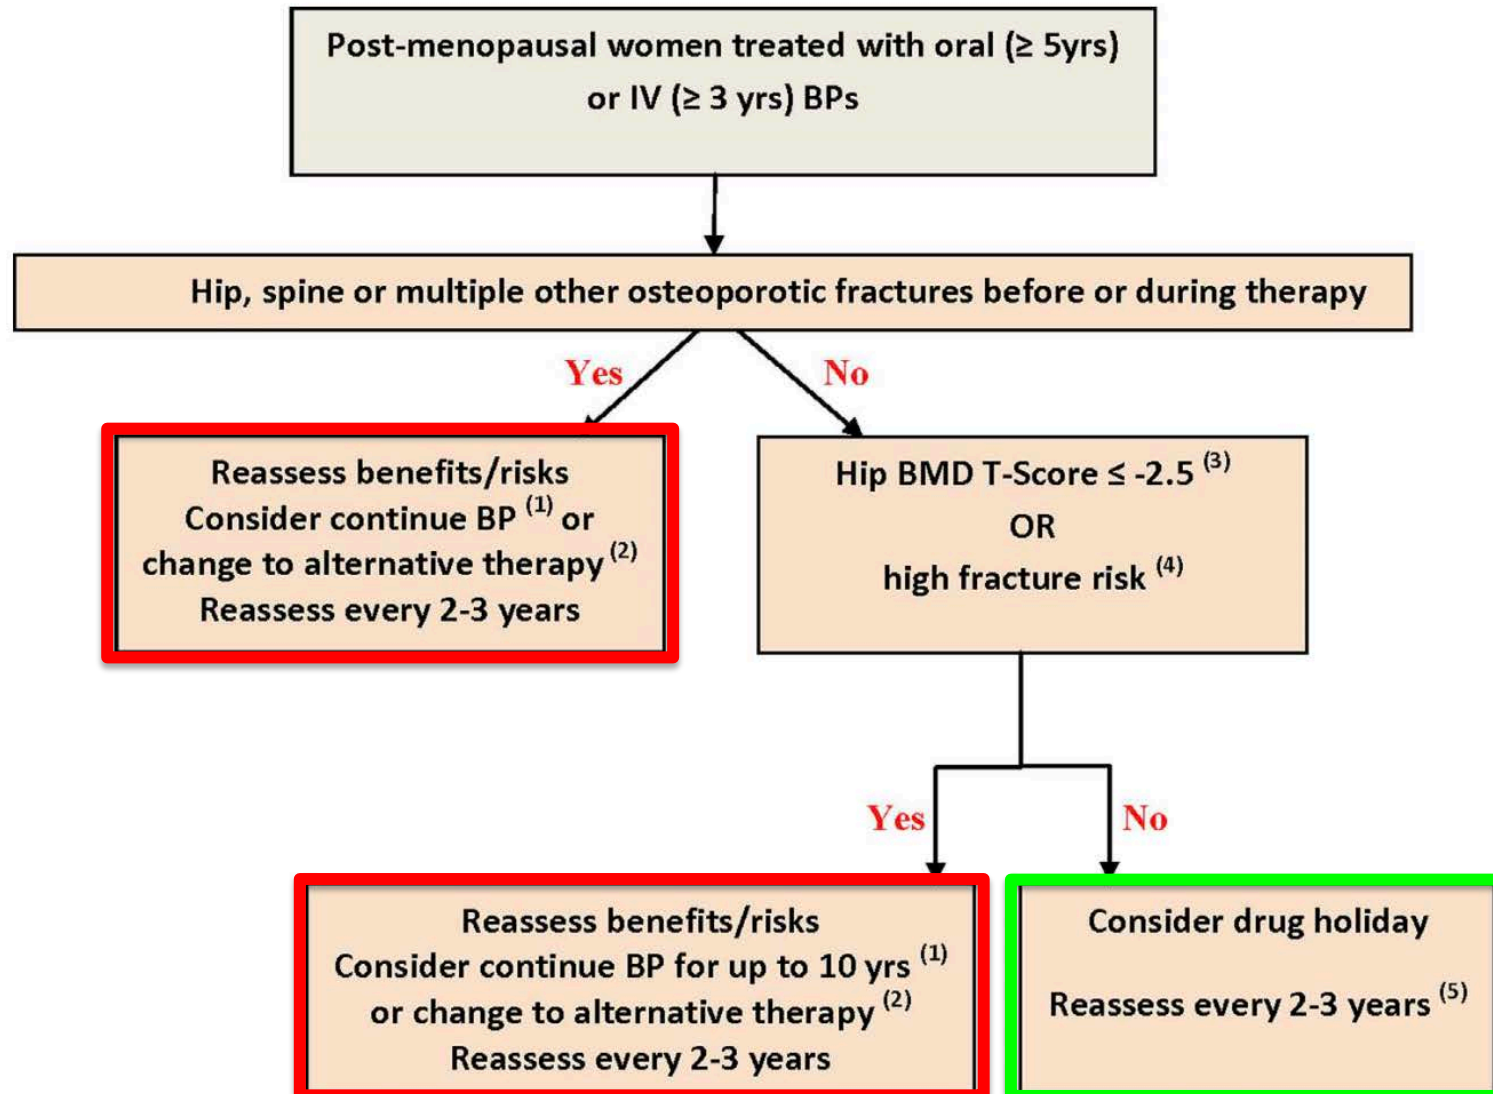 Post-menopausal women treated with oral (≥ 5yrs)
or IV (≥ 3 yrs) BPs
Hip, spine or multiple other osteoporotic fractures before or during therapy
Yes
No
Reassess benefits/risks
Consider continue BP (1) or
change to alternative therapy (2)
Reassess every 2-3 years
Hip BMD T-Score ≤ -2.5 (3)
OR
high fracture risk (4)
Yes
No
Reassess benefits/risks
Consider continue BP for up to 10 yrs (1)
or change to alternative therapy (2)
Reassess every 2-3 years
Consider drug holiday
Reassess every 2-3 years (5)